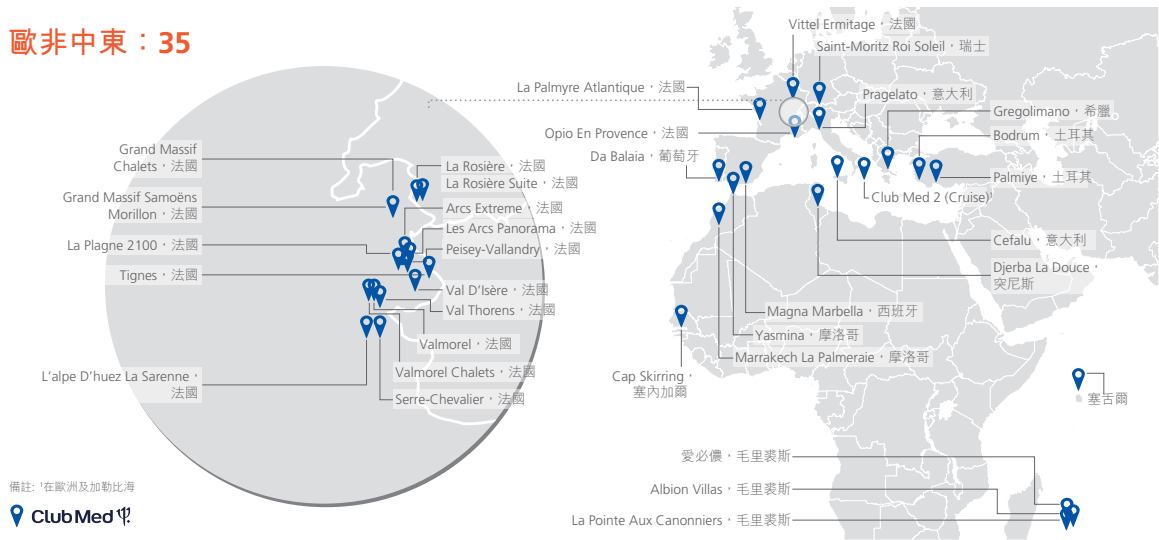 歐非中東：35
Grand Massif
Chalets，法國
Grand Massif Samoëns
Morillon，法國
La Plagne 2100，法國
Tignes，法國
L'alpe D'huez La Sarenne，
法國
La Rosière，法國
La Rosière Suite，法國
Arcs Extreme，法國
Les Arcs Panorama，法國
Peisey-Vallandry，法國
Val D'Isère，法國
Val Thorens，法國
Valmorel，法國
Valmorel Chalets，法國
Serre-Chevalier，法國
Vittel Ermitage，法國
Saint-Moritz Roi Soleil，瑞士
La Palmyre Atlantique，法國
Pragelato，意大利
Gregolimano，希臘
Opio En Provence，法國
Bodrum，土耳其
Da Balaia，葡萄牙
Palmiye，土耳其
Club Med 2 (Cruise)¹
Cefalu，意大利
Djerba La Douce，
突尼斯
Magna Marbella，西班牙
Yasmina，摩洛哥
Marrakech La Palmeraie，摩洛哥
Cap Skirring，
塞內加爾
塞舌爾
愛必儂，毛里裘斯
Albion Villas，毛里裘斯
La Pointe Aux Canonniers，毛里裘斯
備註: ¹在歐洲及加勒比海
Club Med